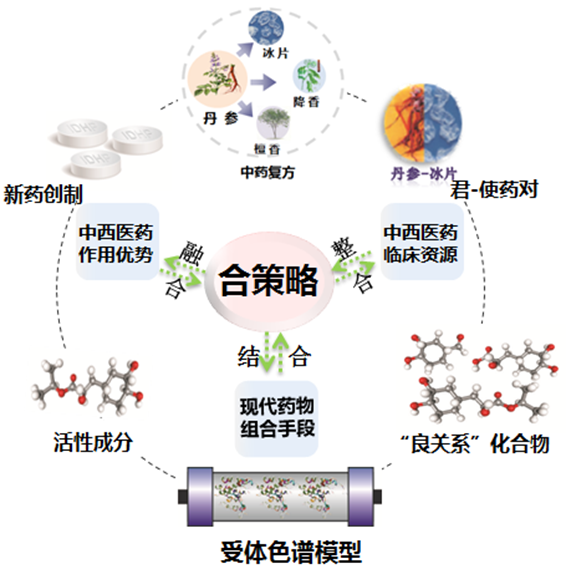 冰片
丹参
降香
檀香
中药复方
新药创制
丹参-冰片
君-使药对
中西医药
作用优势
中西医药
临床资源
融
合
整
合
合策略
结 合
现代药物
组合手段
活性成分
“良关系”化合物
受体色谱模型